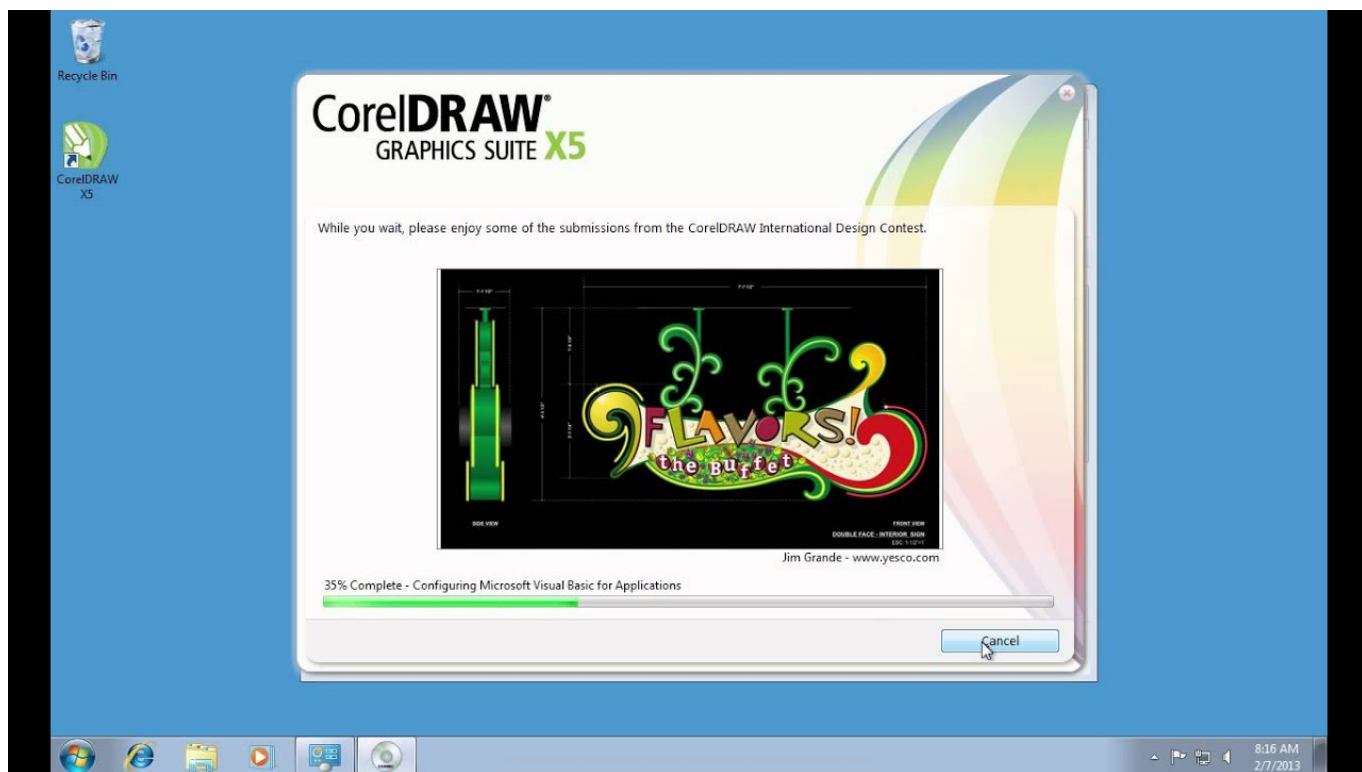 Recycle Bin
CorelDRAW
X5
CorelDRAW®
GRAPHICS SUITE X5
While you wait, please enjoy some of the submissions from the CorelDRAW International Design Contest.
FLAVORS!
the Buffet
SIDE VIEW
FRONT VIEW
DOUBLE FACE - INTERIOR SIGN
Jim Grande - www.yesco.com
35% Complete - Configuring Microsoft Visual Basic for Applications
Cancel
8:16 AM
2/7/2013